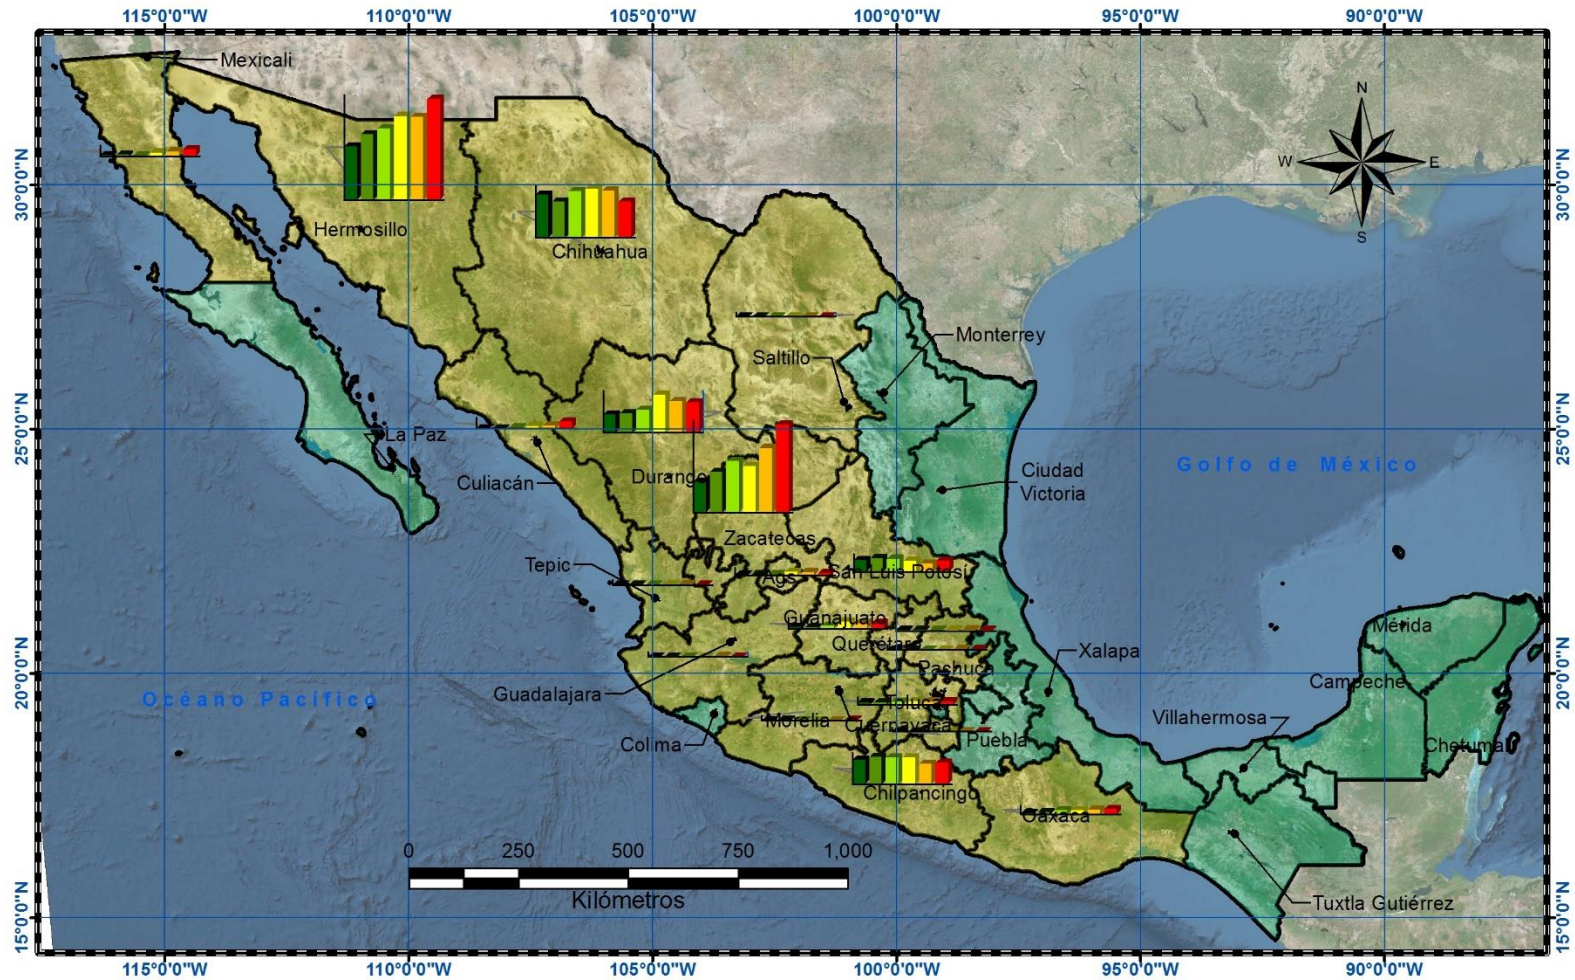 115°0'0"W 110°0'0"W 105°0'0"W 100°0'0"W 95°0'0"W 90°0'0"W
Mexicali
N
W E
S
30°0'0"N 30°0'0"N
Hermosillo
Chihuahua
Monterrey
Saltillo
25°0'0"N 25°0'0"N
La Paz
Golfo de México
Ciudad
Victoria
Durango
Culiacán
Zacatecas
Tepic
Ags
San Luis Potosí
Guanajuato
Mérida
Querétaro
Xalapa
Pachuca
20°0'0"N 20°0'0"N
Campeche
Océano Pacífico
Guadalajara
Toluca
Villahermosa
Morelia
Cuernavaca
Colima
Puebla
Chetumal
Chilpancingo
Oaxaca
0 250 500 750 1,000
Kilómetros
Tuxtla Gutiérrez
15°0'0"N 15°0'0"N
115°0'0"W 110°0'0"W 105°0'0"W 100°0'0"W 95°0'0"W 90°0'0"W